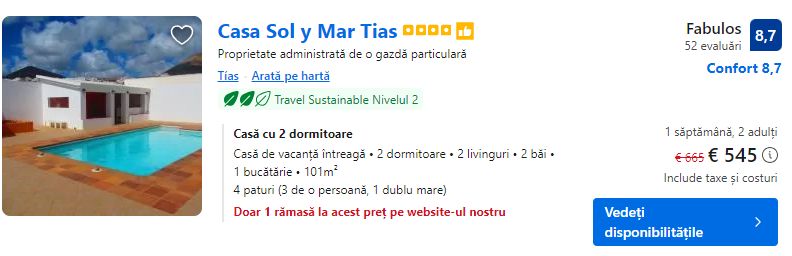 Casa Sol y Mar Tias
Proprietate administrată de o gazdă particulară
Tías · Arată pe hartă
Travel Sustainable Nivelul 2
Casă cu 2 dormitoare
Casă de vacanță întreagă • 2 dormitoare • 2 livinguri • 2 băi •
1 bucătărie • 101m²
4 paturi (3 de o persoană, 1 dublu mare)
Doar 1 rămasă la acest preț pe website-ul nostru
Fabulos
52 evaluări
8,7
Confort 8,7
1 săptămână, 2 adulți
€ 665 € 545
Include taxe și costuri
Vedeți
disponibilitățile